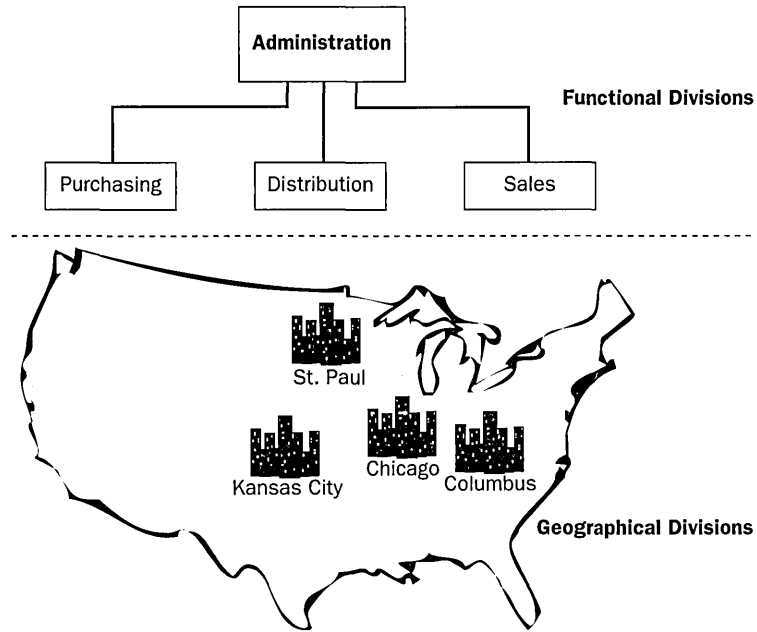 Administration
Functional Divisions
Purchasing
Distribution
Sales
St. Paul
Kansas City
Chicago
Columbus
Geographical Divisions